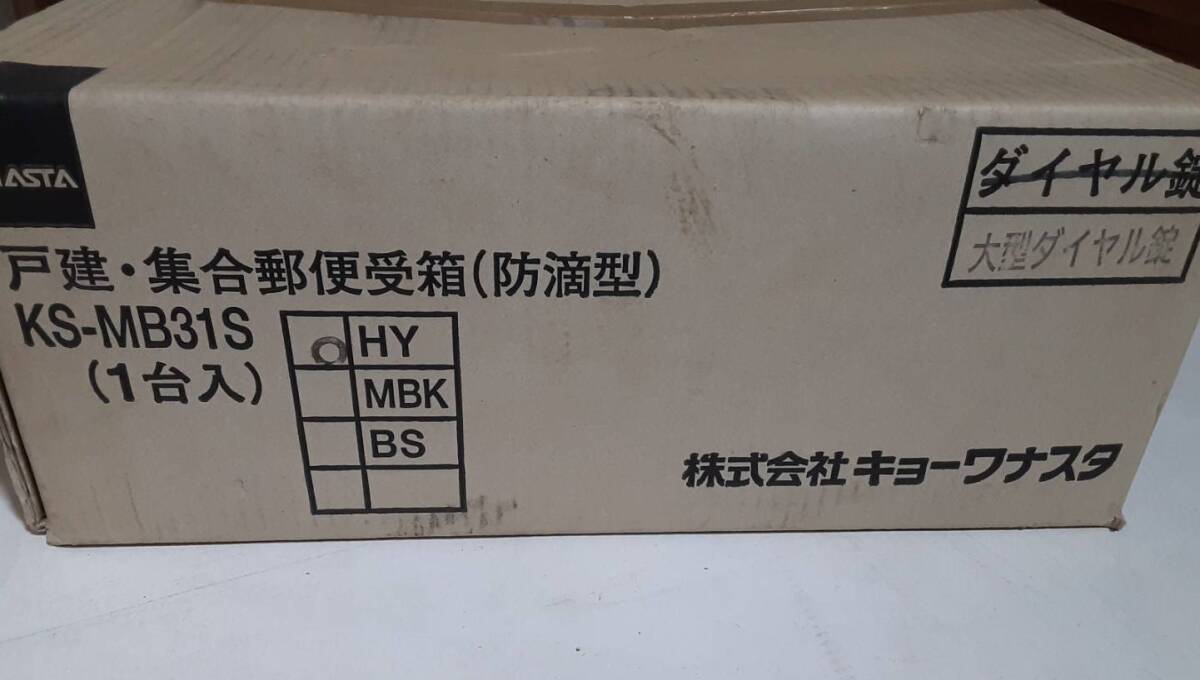 ASTA
ダイヤル錠
大型ダイヤル錠
戸建・集合郵便受箱(防滴型)
KS-MB31S
(1台入)
HY
MBK
BS
株式会社 キョーワナスタ